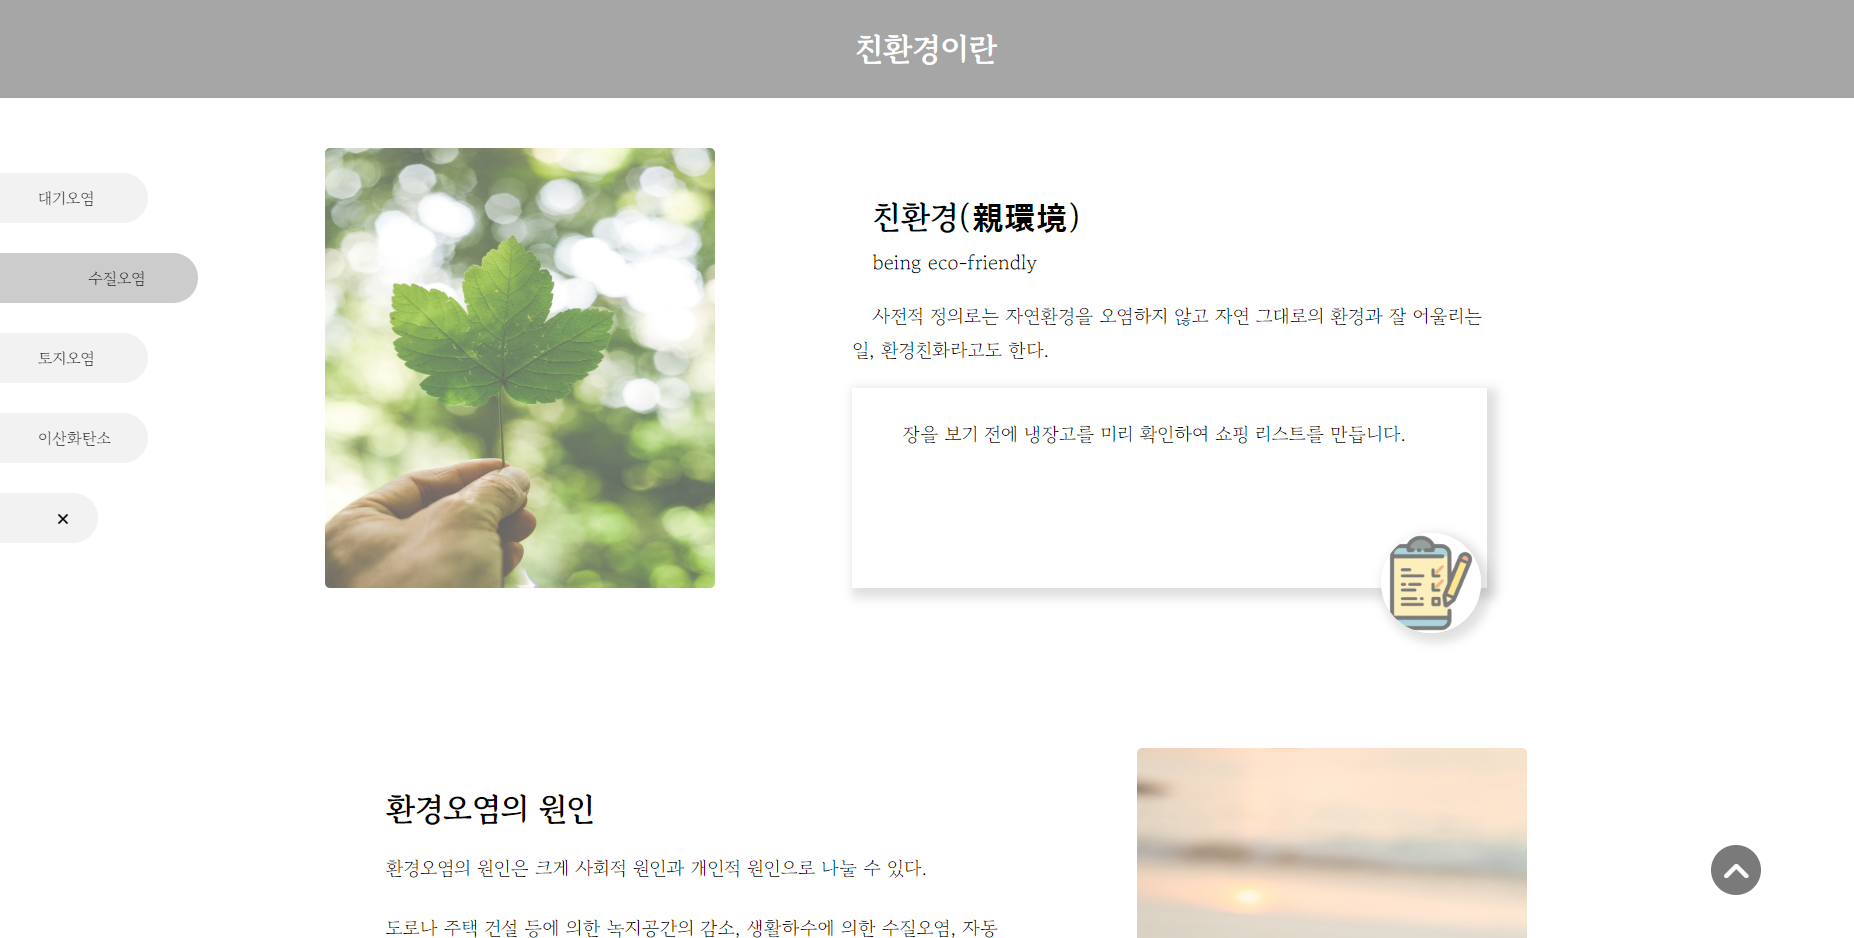 친환경이란
대기오염
수질오염
토지오염
이산화탄소
×
친환경(親環境)
being eco-friendly
사전적 정의로는 자연환경을 오염하지 않고 자연 그대로의 환경과 잘 어울리는
일, 환경친화라고도 한다.
장을 보기 전에 냉장고를 미리 확인하여 쇼핑 리스트를 만듭니다.
환경오염의 원인
환경오염의 원인은 크게 사회적 원인과 개인적 원인으로 나눌 수 있다.
도로나 주택 건설 등에 의한 녹지공간의 감소, 생활하수에 의한 수질오염, 자동